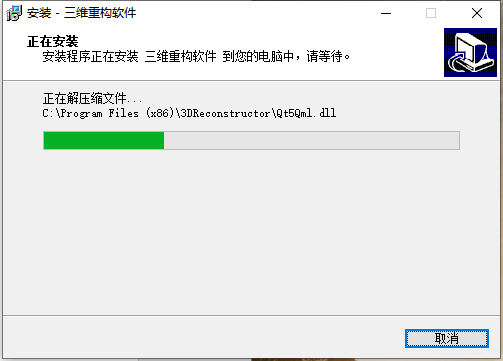 安装 - 三维重构软件
正在安装
安装程序正在安装 三维重构软件 到您的电脑中，请等待。
正在解压缩文件...
C:\Program Files (x86)\3DReconstructor\Qt5Qml.dll
取消